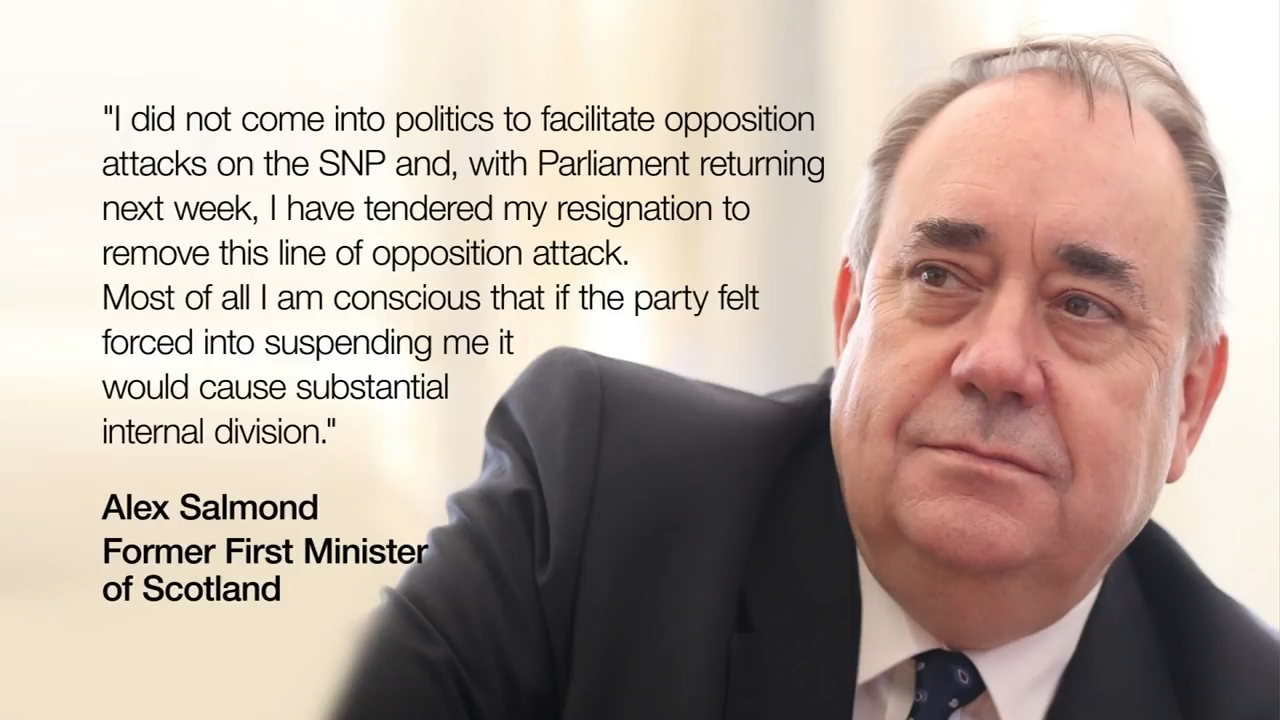 "I did not come into politics to facilitate opposition
attacks on the SNP and, with Parliament returning
next week, I have tendered my resignation to
remove this line of opposition attack.
Most of all I am conscious that if the party felt
forced into suspending me it
would cause substantial
internal division."
Alex Salmond
Former First Minister
of Scotland